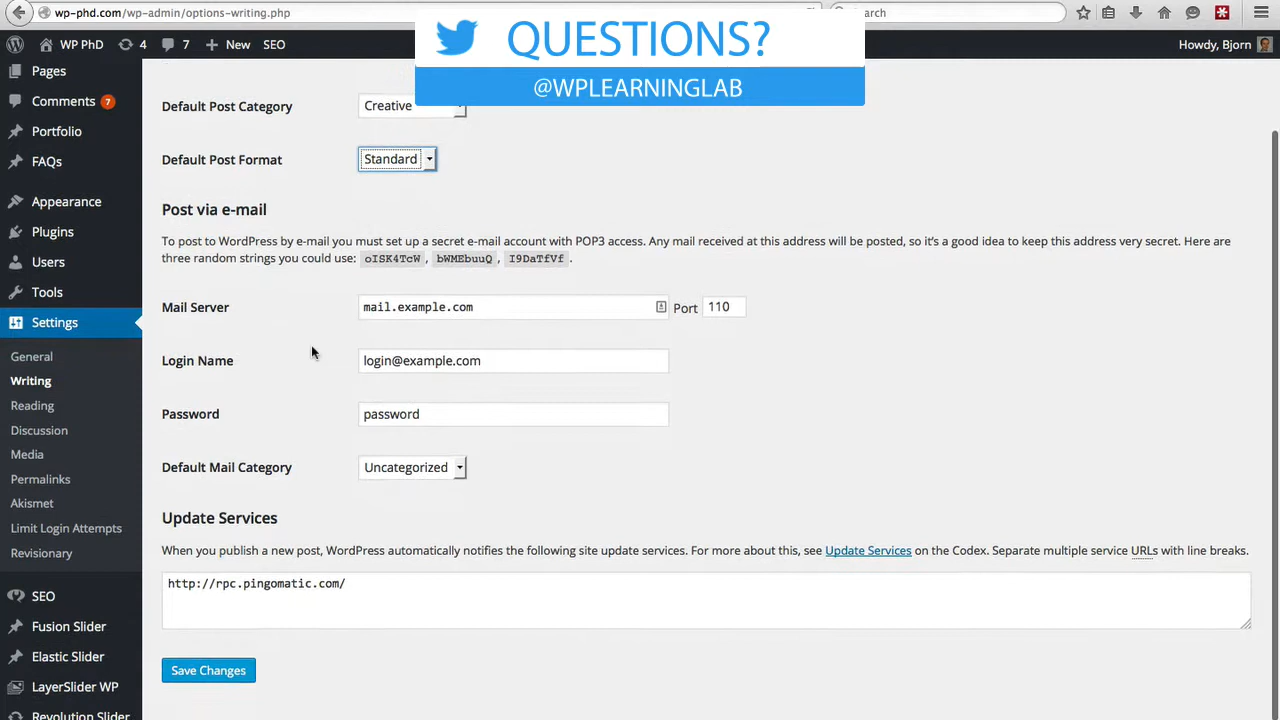 wp-phd.com/wp-admin/options-writing.php
WP PhD
4
7
New
SEO
Howdy, Bjorn
QUESTIONS?
@WPLEARNINGLAB
Pages
Comments 7
Portfolio
FAQs
Appearance
Plugins
Users
Tools
Settings
General
Writing
Reading
Discussion
Media
Permalinks
Akismet
Limit Login Attempts
Revisionary
SEO
Fusion Slider
Elastic Slider
LayerSlider WP
Revolution Slider
Default Post Category
Creative
Default Post Format
Standard
Post via e-mail
To post to WordPress by e-mail you must set up a secret e-mail account with POP3 access. Any mail received at this address will be posted, so it's a good idea to keep this address very secret. Here are
three random strings you could use: oISK4TcW, bWMEbuuQ, I9DaTfVf.
Mail Server
mail.example.com
Port 110
Login Name
login@example.com
Password
password
Default Mail Category
Uncategorized
Update Services
When you publish a new post, WordPress automatically notifies the following site update services. For more about this, see Update Services on the Codex. Separate multiple service URLs with line breaks.
http://rpc.pingomatic.com/
Save Changes